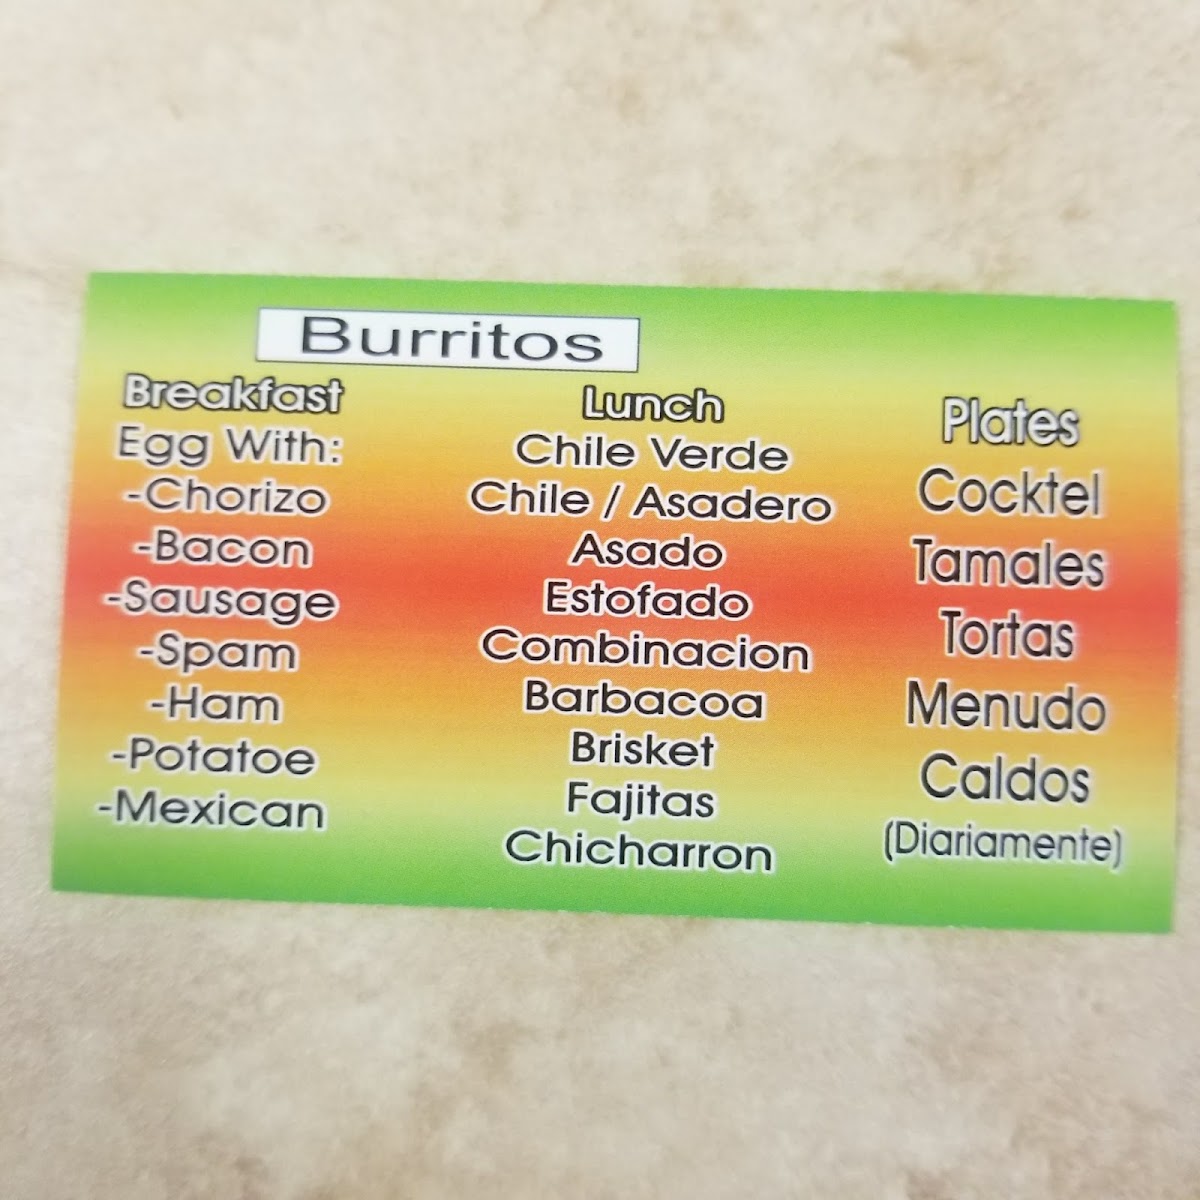 Burritos
Breakfast
Egg With:
-Chorizo
-Bacon
-Sausage
-Spam
-Ham
-Potatoe
-Mexican
Lunch
Chile Verde
Chile / Asadero
Asado
Estofado
Combinacion
Barbacoa
Brisket
Fajitas
Chicharron
Plates
Cocktel
Tamales
Tortas
Menudo
Caldos
(Diariamente)